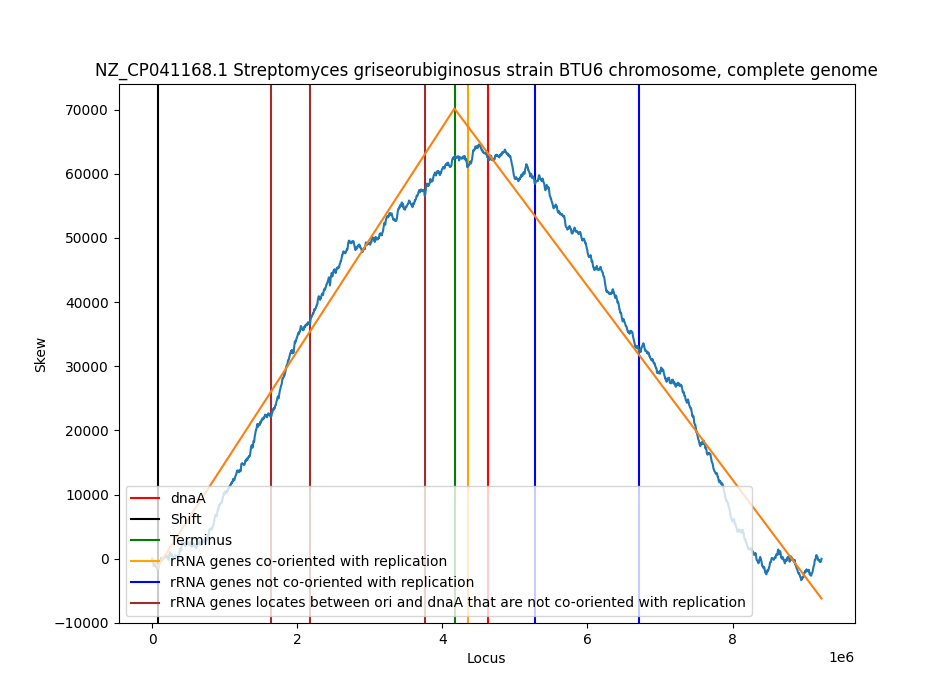 NZ_CP041168.1 Streptomyces griseorubiginosus strain BTU6 chromosome, complete genome
Skew
70000
60000
50000
40000
30000
20000
10000
0
−10000
dnaA
Shift
Terminus
rRNA genes co-oriented with replication
rRNA genes not co-oriented with replication
rRNA genes locates between ori and dnaA that are not co-oriented with replication
0 2 4 6 8
1e6
Locus